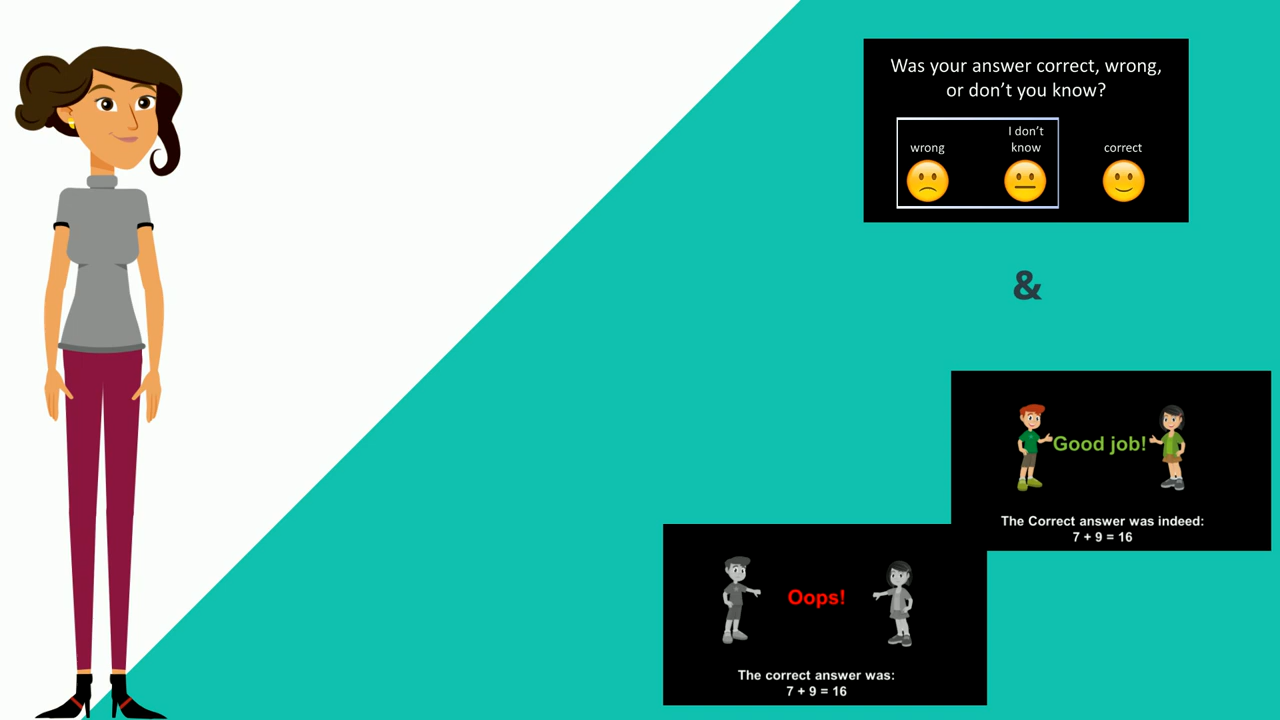 Was your answer correct, wrong,
or don't you know?
wrong
I don't
know
correct
&
Good job!
The Correct answer was indeed:
7 + 9 = 16
Oops!
The correct answer was:
7 + 9 = 16